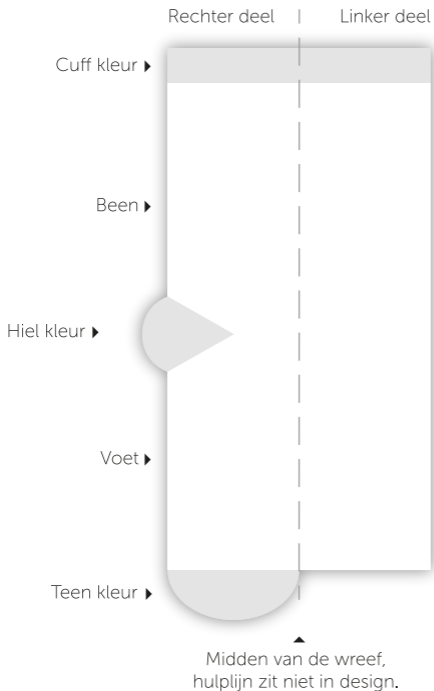 Rechter deel
Linker deel
Cuff kleur
Been
Hiel kleur
Voet
Teen kleur
Midden van de wreef,
hulplijn zit niet in design.